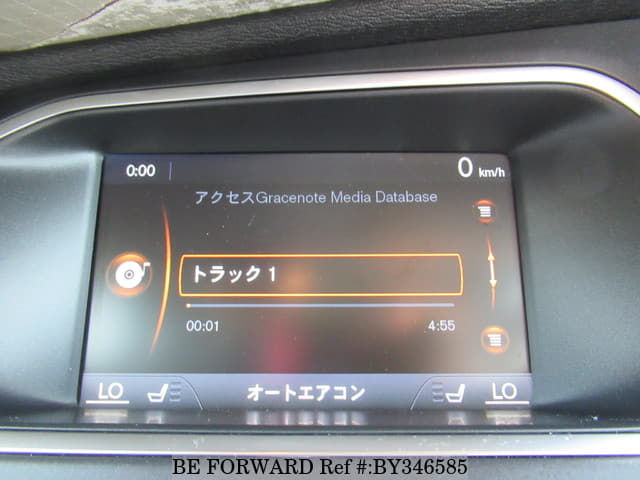 0:00
0 km/h
アクセスGracenote Media Database
トラック 1
00:01 4:55
LO オートエアコン LO
BE FORWARD Ref #:BY346585